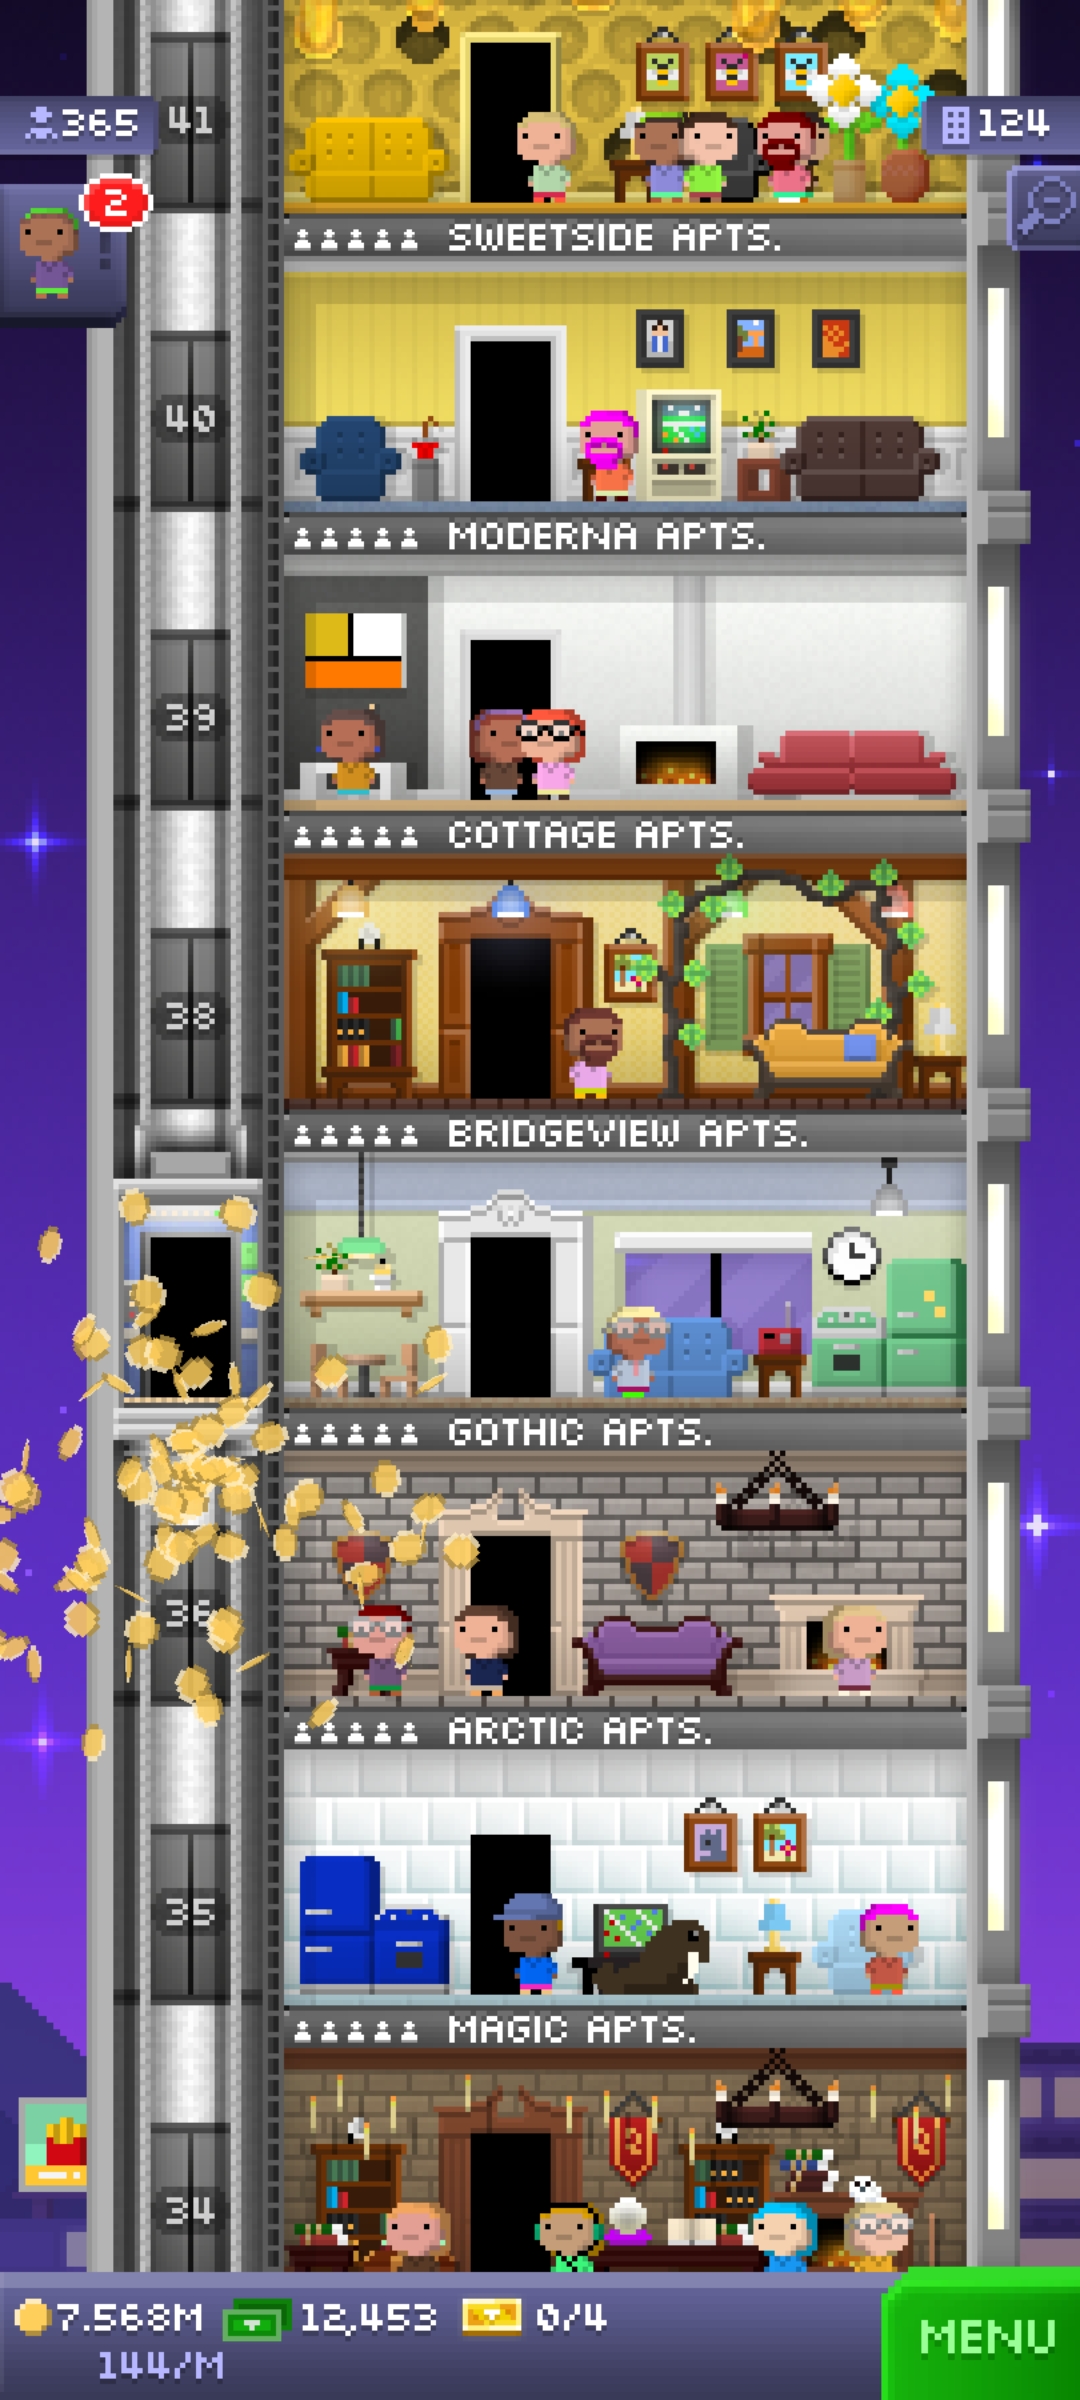 365
41
124
2
SWEETSIDE APTS.
40
MODERNA APTS.
39
COTTAGE APTS.
38
BRIDGEVIEW APTS.
GOTHIC APTS.
36
ARCTIC APTS.
35
MAGIC APTS.
34
7.568M 12,453 0/4
MENU
144/M